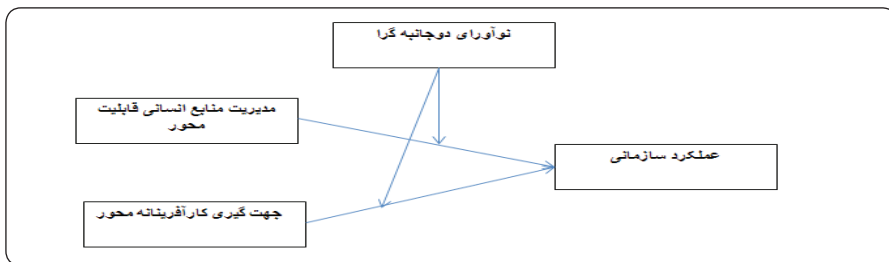 نوآورای دوجانبه گرا
مدیریت منابع انسانی قابلیت
محور
عملکرد سازمانی
جهت گیری کارآفرینانه محور